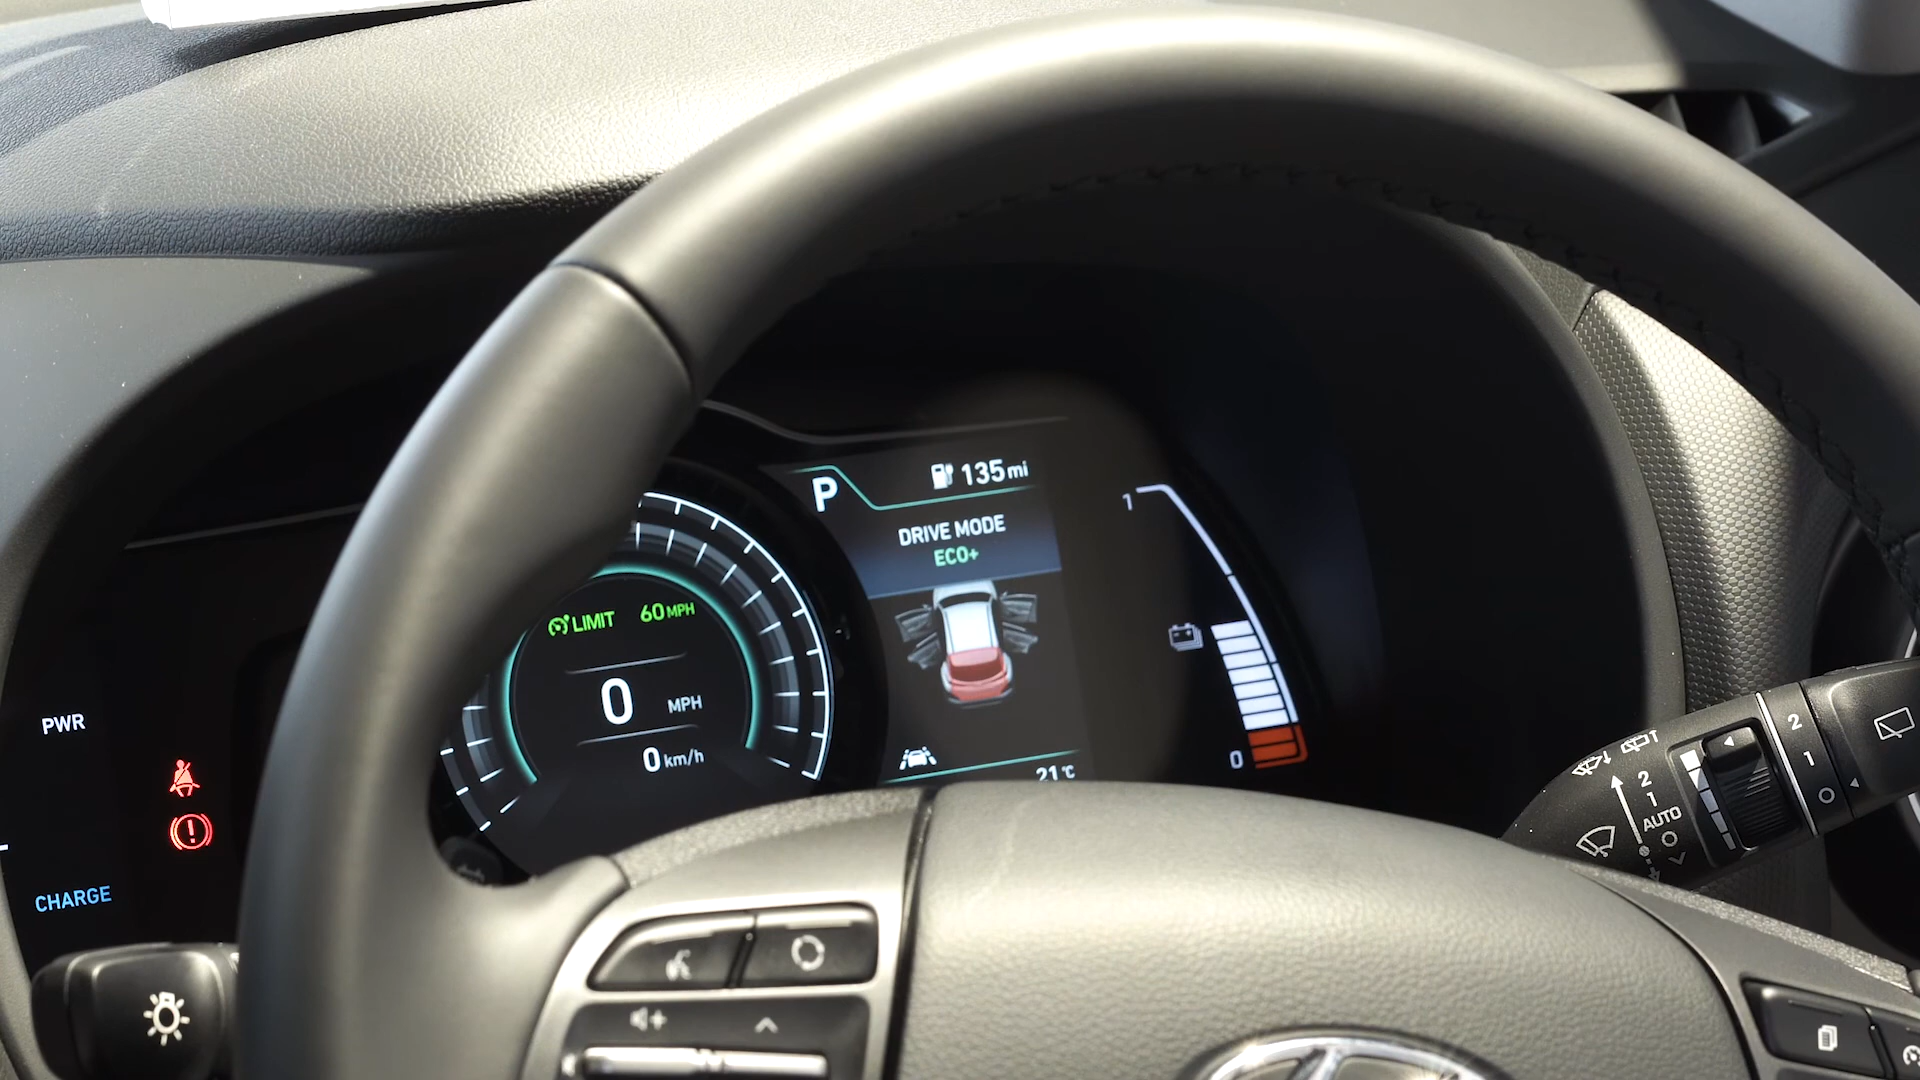 P
135mi
DRIVE MODE
ECO+
LIMIT 60MPH
0 MPH
0km/h
21°C
1
0
PWR
CHARGE
2
1
AUTO
O
2
1
O